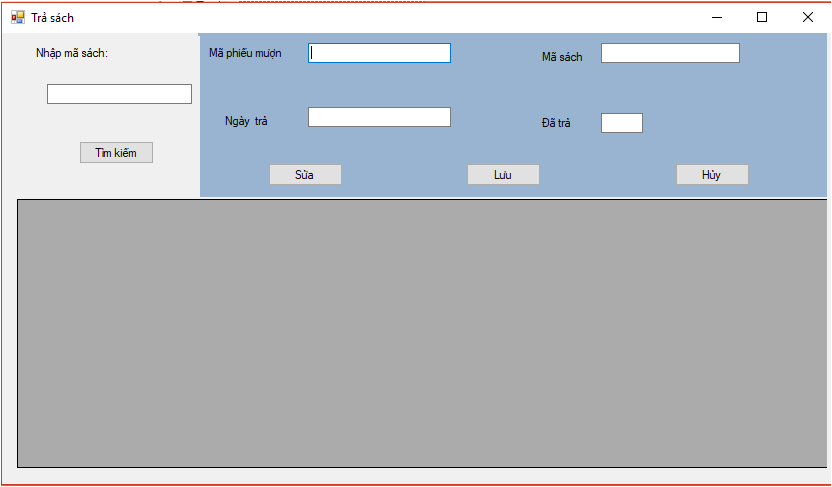 Trả sách
Nhập mã sách:
Tìm kiếm
Mã phiếu mượn
Mã sách
Ngày trả
Đã trả
Sửa
Lưu
Hủy